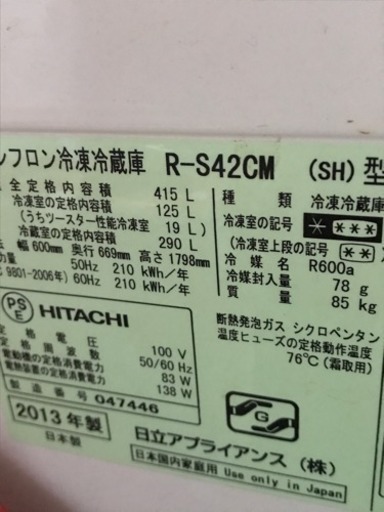 ンフロン冷凍冷蔵庫 R-S42CM (SH) 型
全定格内容積 415 L
冷凍室の定格内容積 125 L
(うちツースター性能冷凍室 19 L)
冷蔵室の定格内容積 290 L
幅 600mm 奥行 669mm 高さ 1798mm
50Hz 210 kWh/年
C 9801-2006年) 60Hz 210 kWh/年
種類 冷凍冷蔵庫
冷凍室の記号 * ***
(冷凍室上段の記号 ** )
冷媒名 R600a
冷媒封入量 78 g
質量 85 kg
断熱発泡ガス シクロペンタン
温度ヒューズの定格動作温度
76℃ (霜取用)
PS E HITACHI
定格電圧 100 V
定格周波数 50/60 Hz
電動機の定格消費電力 83 W
電熱装置の定格消費電力 138 W
製造番号 047446
2013年製
日本製
G
日立アプライアンス (株)
日本国内家庭用 Use only in Japan